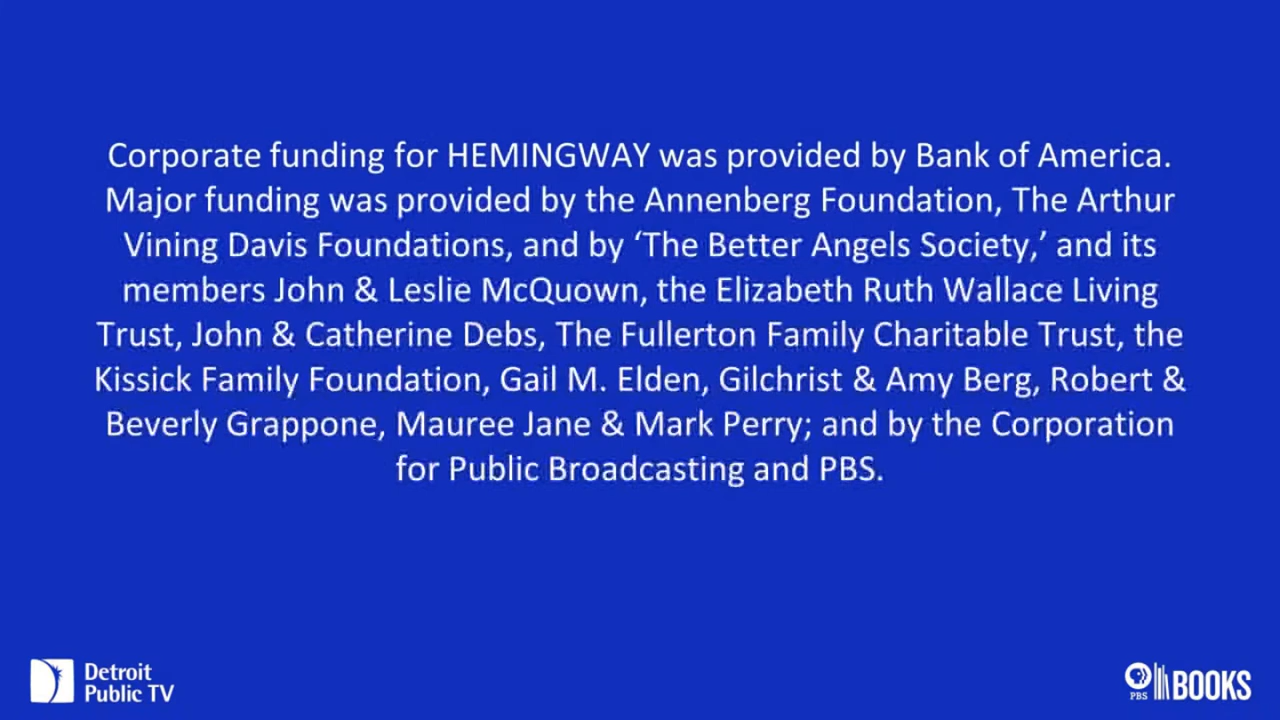 Corporate funding for HEMINGWAY was provided by Bank of America.
Major funding was provided by the Annenberg Foundation, The Arthur
Vining Davis Foundations, and by ‘The Better Angels Society,’ and its
members John & Leslie McQuown, the Elizabeth Ruth Wallace Living
Trust, John & Catherine Debs, The Fullerton Family Charitable Trust, the
Kissick Family Foundation, Gail M. Elden, Gilchrist & Amy Berg, Robert &
Beverly Grappone, Mauree Jane & Mark Perry; and by the Corporation
for Public Broadcasting and PBS.
Detroit
Public TV
PBS
BOOKS